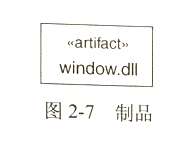 «artifact»
window.dll
图 2-7 制品